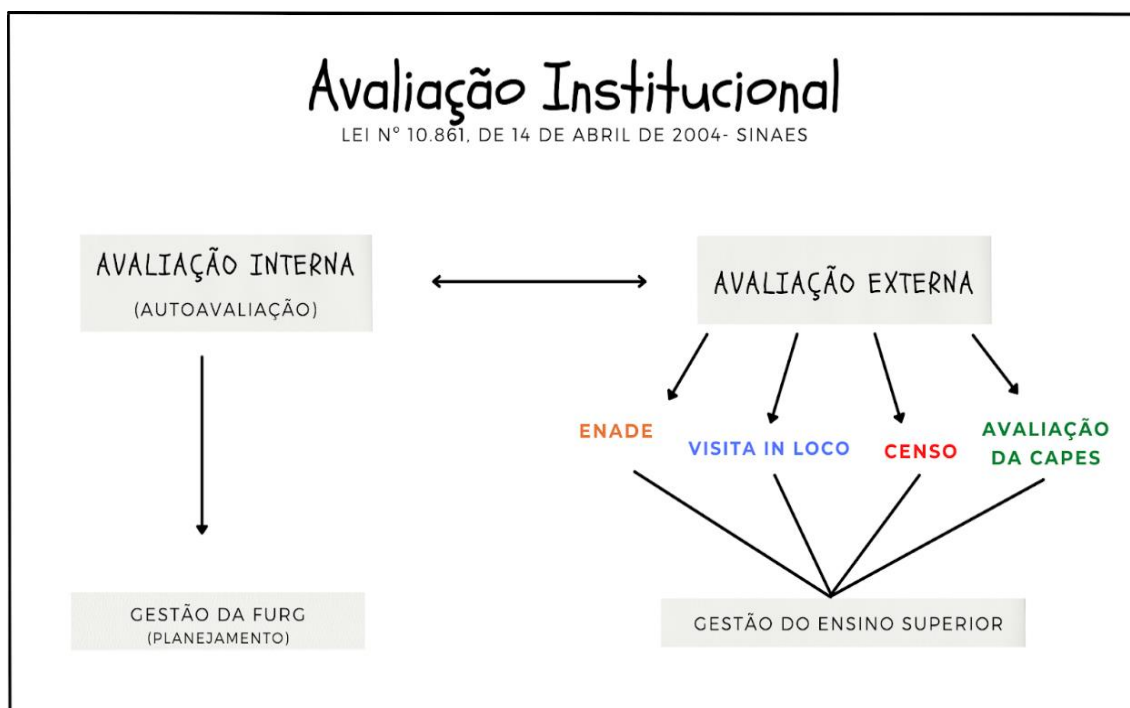 Avaliação Institucional
LEI Nº 10.861, DE 14 DE ABRIL DE 2004- SINAES
AVALIAÇÃO INTERNA
(AUTOAVALIAÇÃO)
AVALIAÇÃO EXTERNA
ENADE
VISITA IN LOCO
CENSO
AVALIAÇÃO
DA CAPES
GESTÃO DA FURG
(PLANEJAMENTO)
GESTÃO DO ENSINO SUPERIOR